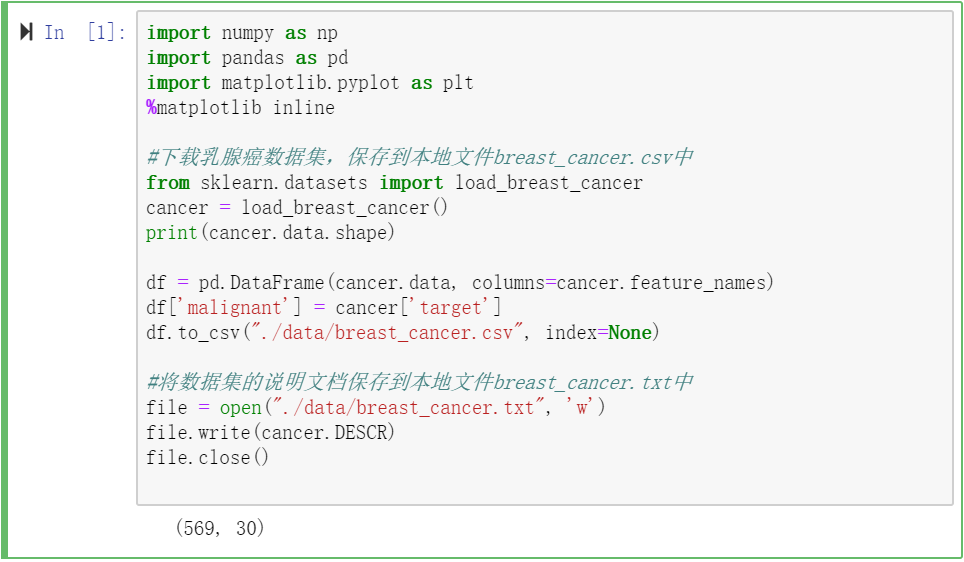 In [1]:
import numpy as np
import pandas as pd
import matplotlib.pyplot as plt
%matplotlib inline
#下载乳腺癌数据集，保存到本地文件breast_cancer.csv中
from sklearn.datasets import load_breast_cancer
cancer = load_breast_cancer()
print(cancer.data.shape)
df = pd.DataFrame(cancer.data, columns=cancer.feature_names)
df['malignant'] = cancer['target']
df.to_csv("./data/breast_cancer.csv", index=None)
#将数据集的说明文档保存到本地文件breast_cancer.txt中
file = open("./data/breast_cancer.txt", 'w')
file.write(cancer.DESCR)
file.close()
(569, 30)